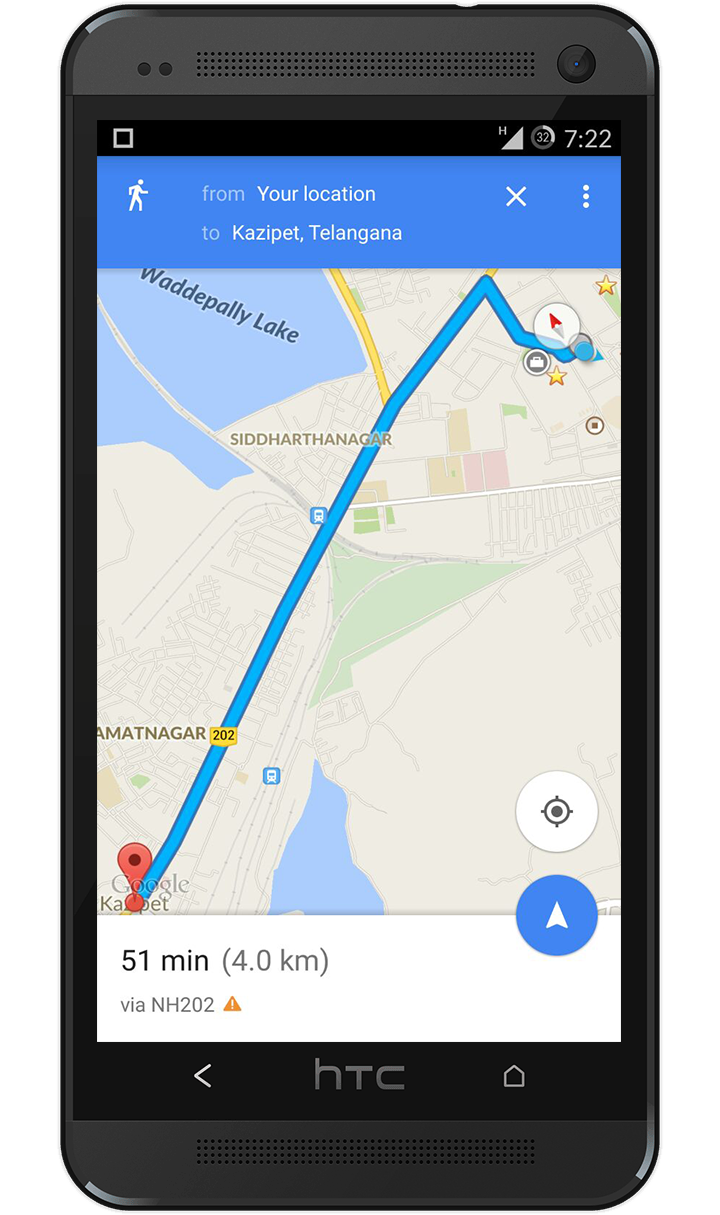 H 32 7:22
from Your location
to Kazipet, Telangana
Waddepally Lake
SIDDHARTHANAGAR
AMATNAGAR 202
Google
Kazipet
51 min (4.0 km)
via NH202
hTC